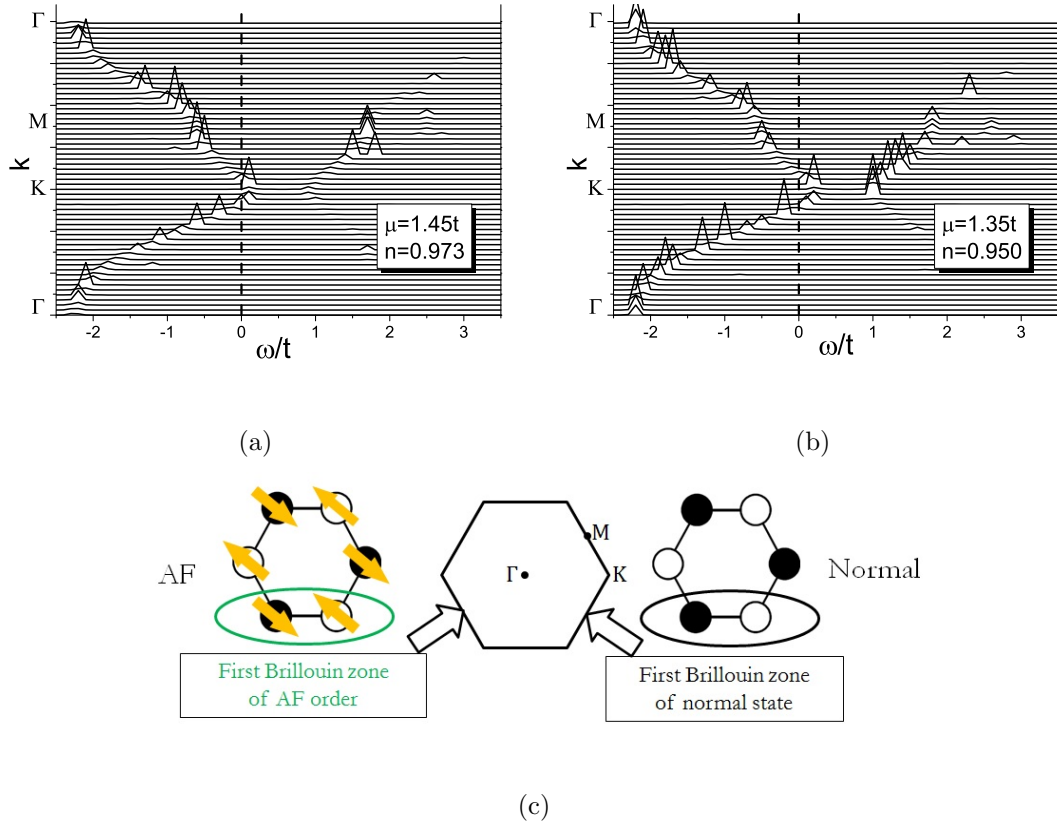 Γ
M
k
K
Γ
μ=1.45t
n=0.973
-2 -1 0 1 2 3
ω/t
(a)
Γ
M
k
K
Γ
μ=1.35t
n=0.950
-2 -1 0 1 2 3
ω/t
(b)
AF
Γ
M
K
Normal
First Brillouin zone
of AF order
First Brillouin zone
of normal state
(c)